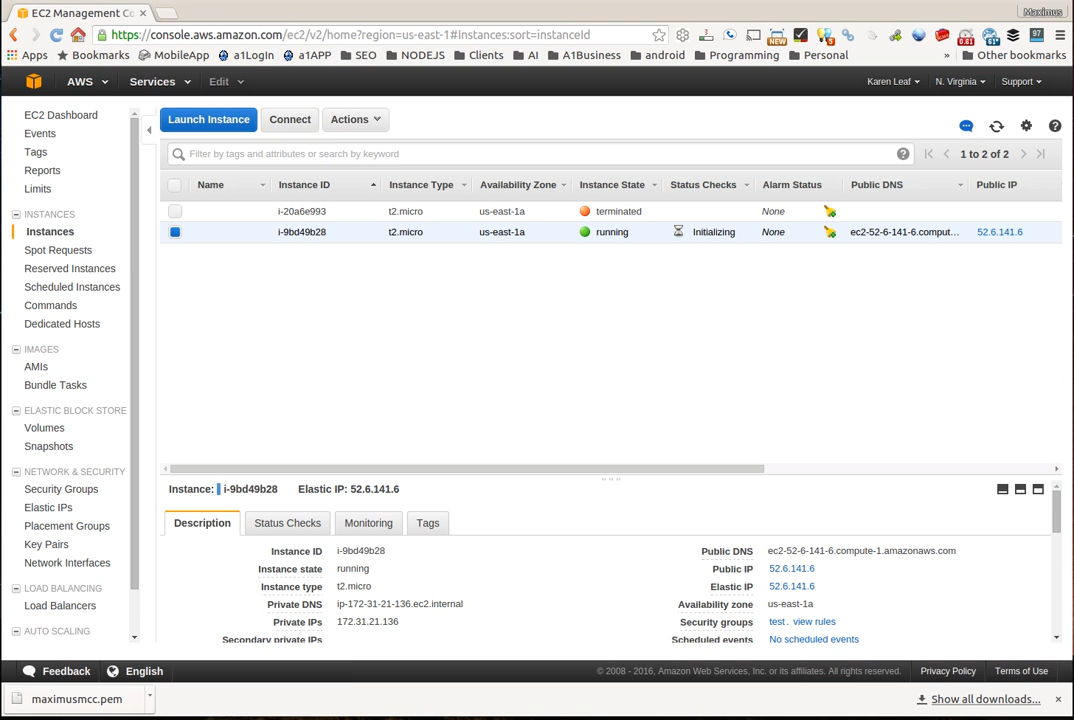 EC2 Management Co
Maximus
https://console.aws.amazon.com/ec2/v2/home?region=us-east-1#Instances:sort=instanceId
NEW 5 0.61 61* 97
Apps Bookmarks MobileApp a1LogIn a1APP SEO NODEJS Clients AI A1Business android Programming Personal » Other bookmarks
AWS Services Edit Karen Leaf N. Virginia Support
EC2 Dashboard
Events
Tags
Reports
Limits
INSTANCES
Instances
Spot Requests
Reserved Instances
Scheduled Instances
Commands
Dedicated Hosts
IMAGES
AMIs
Bundle Tasks
ELASTIC BLOCK STORE
Volumes
Snapshots
NETWORK & SECURITY
Security Groups
Elastic IPs
Placement Groups
Key Pairs
Network Interfaces
LOAD BALANCING
Load Balancers
AUTO SCALING
Launch Instance Connect Actions
Filter by tags and attributes or search by keyword
1 to 2 of 2
Name Instance ID Instance Type Availability Zone Instance State Status Checks Alarm Status Public DNS Public IP
i-20a6e993 t2.micro us-east-1a terminated None
i-9bd49b28 t2.micro us-east-1a running Initializing None ec2-52-6-141-6.comput... 52.6.141.6
Instance: i-9bd49b28 Elastic IP: 52.6.141.6
Description Status Checks Monitoring Tags
Instance ID i-9bd49b28
Instance state running
Instance type t2.micro
Private DNS ip-172-31-21-136.ec2.internal
Private IPs 172.31.21.136
Secondary private IPs
Public DNS ec2-52-6-141-6.compute-1.amazonaws.com
Public IP 52.6.141.6
Elastic IP 52.6.141.6
Availability zone us-east-1a
Security groups test. view rules
Scheduled events No scheduled events
Feedback English
© 2008 - 2016, Amazon Web Services, Inc. or its affiliates. All rights reserved. Privacy Policy Terms of Use
maximusmcc.pem
Show all downloads...